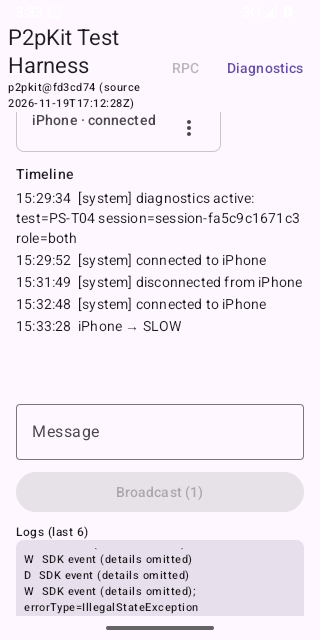 P2pKit Test
Harness
p2pkit@fd3cd74 (source
2026-11-19T17:12:28Z)
RPC
Diagnostics
iPhone · connected
Timeline
15:29:34 [system] diagnostics active:
test=PS-T04 session=session-fa5c9c1671c3
role=both
15:29:52 [system] connected to iPhone
15:31:49 [system] disconnected from iPhone
15:32:48 [system] connected to iPhone
15:33:28 iPhone → SLOW
Message
Broadcast (1)
Logs (last 6)
W SDK event (details omitted)
D SDK event (details omitted)
W SDK event (details omitted);
errorType=IllegalStateException